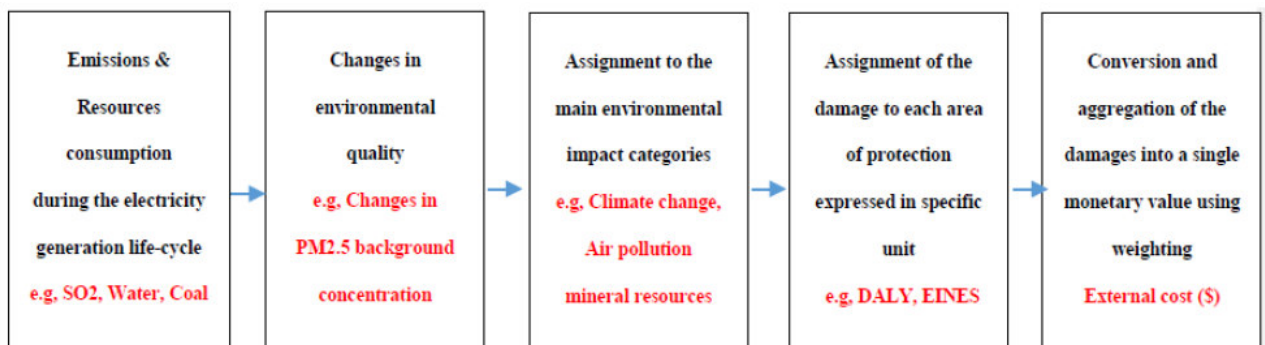 Emissions &
Resources
consumption
during the electricity
generation life-cycle
e.g, SO2, Water, Coal
Changes in
environmental
quality
e.g, Changes in
PM2.5 background
concentration
Assignment to the
main environmental
impact categories
e.g, Climate change,
Air pollution
mineral resources
Assignment of the
damage to each area
of protection
expressed in specific
unit
e.g, DALY, EINES
Conversion and
aggregation of the
damages into a single
monetary value using
weighting
External cost ($)